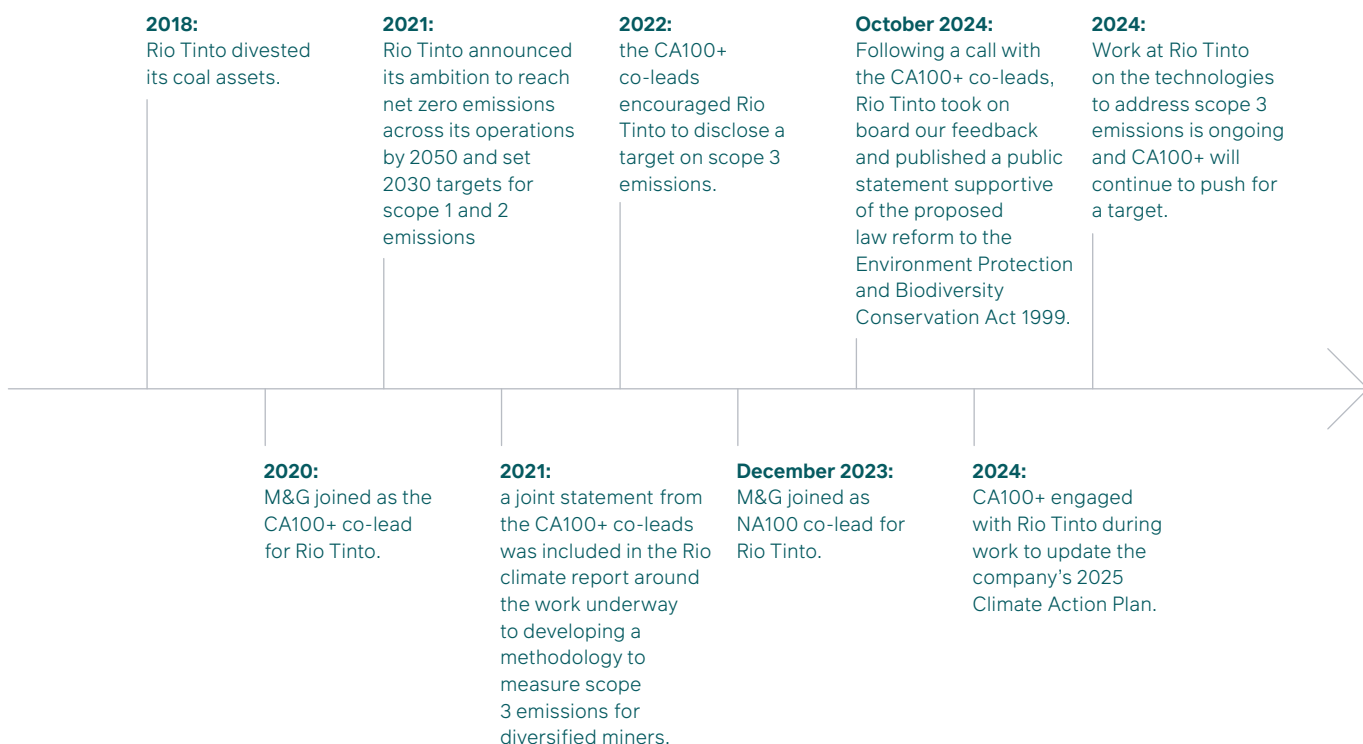 2018:
Rio Tinto divested
its coal assets.
2020:
M&G joined as the
CA100+ co-lead
for Rio Tinto.
2021:
Rio Tinto announced
its ambition to reach
net zero emissions
across its operations
by 2050 and set
2030 targets for
scope 1 and 2
emissions
2021:
a joint statement from
the CA100+ co-leads
was included in the Rio
climate report around
the work underway
to developing a
methodology to
measure scope
3 emissions for
diversified miners.
2022:
the CA100+
co-leads
encouraged Rio
Tinto to disclose a
target on scope 3
emissions.
December 2023:
M&G joined as
NA100 co-lead for
Rio Tinto.
October 2024:
Following a call with
the CA100+ co-leads,
Rio Tinto took on
board our feedback
and published a public
statement supportive
of the proposed
law reform to the
Environment Protection
and Biodiversity
Conservation Act 1999.
2024:
CA100+ engaged
with Rio Tinto during
work to update the
company's 2025
Climate Action Plan.
2024:
Work at Rio Tinto
on the technologies
to address scope 3
emissions is ongoing
and CA100+ will
continue to push for
a target.